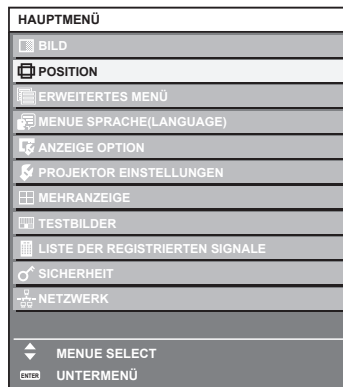 HAUPTMENÜ
BILD
POSITION
ERWEITERTES MENÜ
MENUE SPRACHE(LANGUAGE)
ANZEIGE OPTION
PROJEKTOR EINSTELLUNGEN
MEHRANZEIGE
TESTBILDER
LISTE DER REGISTRIERTEN SIGNALE
SICHERHEIT
NETZWERK
MENUE SELECT
ENTER UNTERMENÜ